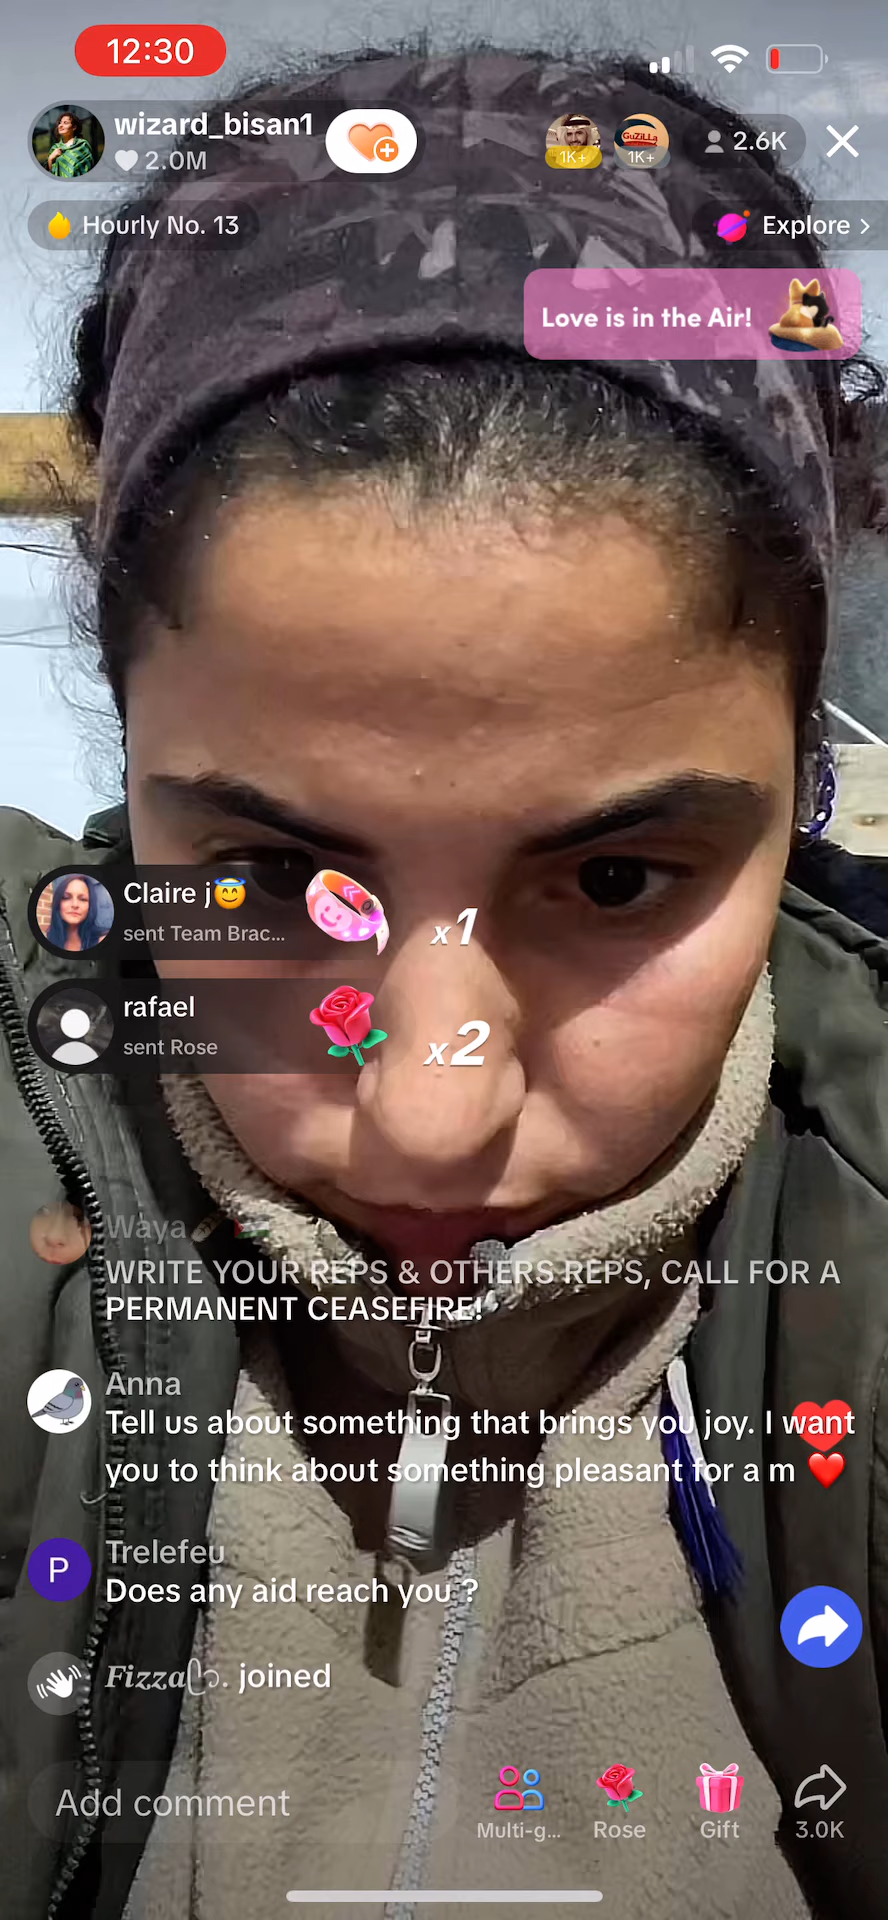 12:30
wizard_bisan1
2.0M
1K+
GuZiLLa
1K+
2.6K
Hourly No. 13
Explore >
Love is in the Air!
Claire j😇
sent Team Brac...
x1
rafael
sent Rose
x2
Waya
WRITE YOUR REPS & OTHERS REPS, CALL FOR A
PERMANENT CEASEFIRE!
Anna
Tell us about something that brings you joy. I want
you to think about something pleasant for a m ❤️
P
Trelefeu
Does any aid reach you ?
Fizza. joined
Add comment
Multi-g...
Rose
Gift
3.0K